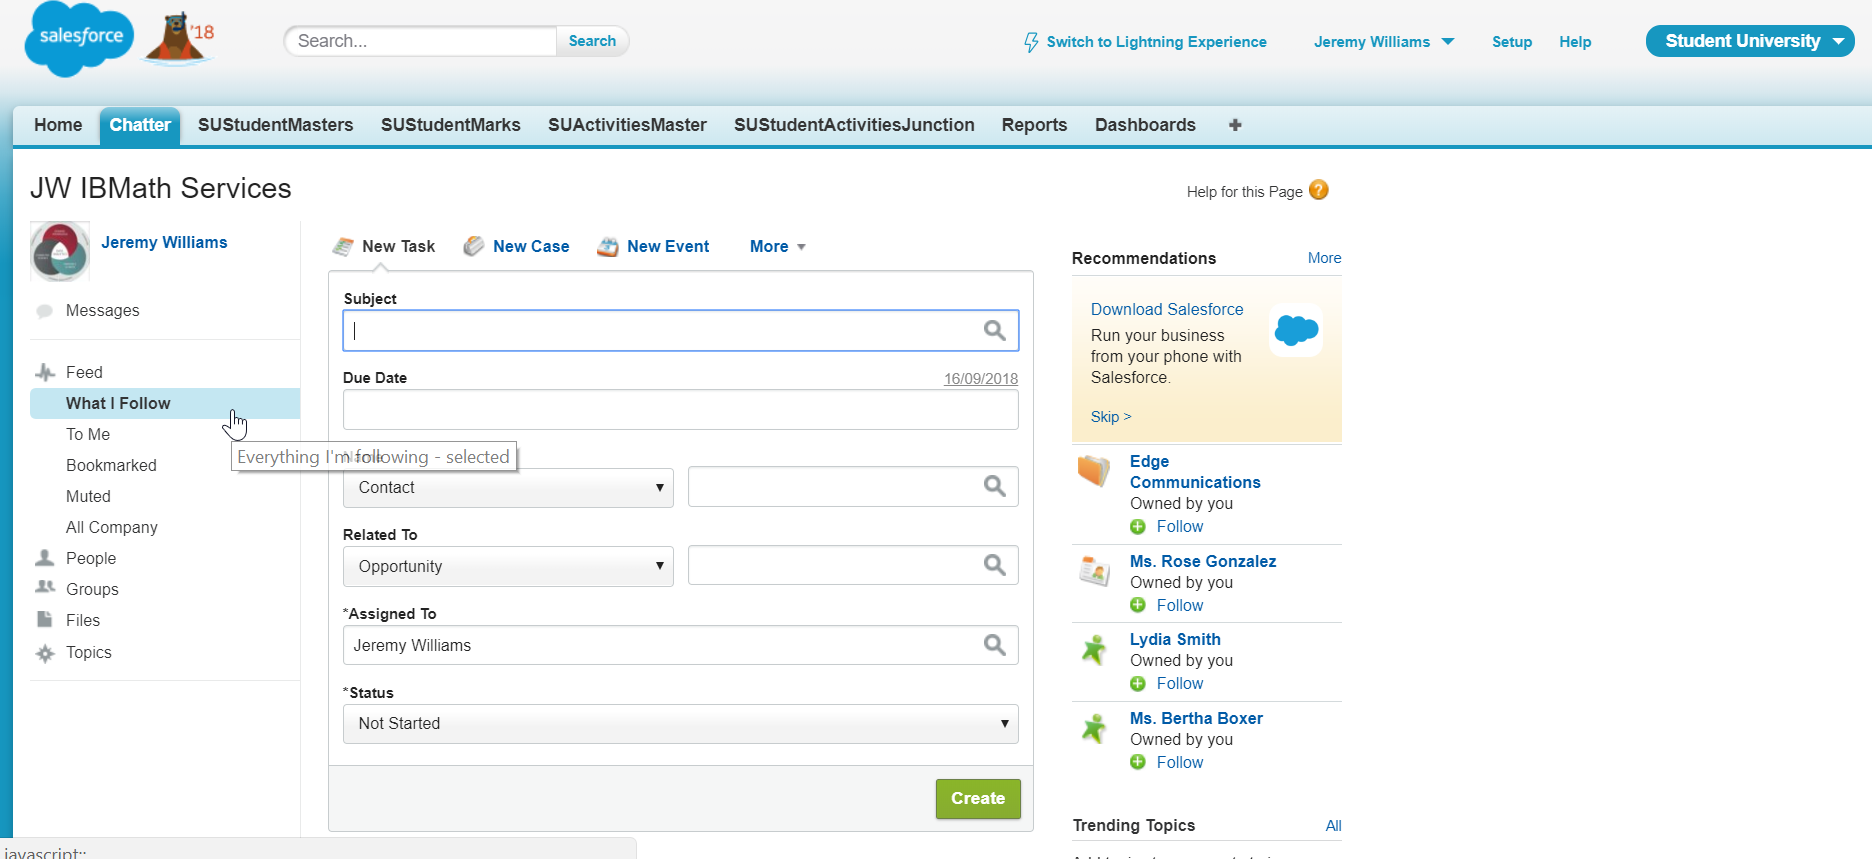 salesforce
'18
Search...
Search
Switch to Lightning Experience
Jeremy Williams
Setup
Help
Student University
Home
Chatter
SUStudentMasters
SUStudentMarks
SUActivitiesMaster
SUStudentActivitiesJunction
Reports
Dashboards
JW IBMath Services
Help for this Page
Jeremy Williams
Messages
Feed
What I Follow
To Me
Bookmarked
Muted
All Company
People
Groups
Files
Topics
Everything I'm following - selected
New Task
New Case
New Event
More
Subject
Due Date
16/09/2018
Contact
Related To
Opportunity
*Assigned To
Jeremy Williams
*Status
Not Started
Create
Recommendations
More
Download Salesforce
Run your business
from your phone with
Salesforce.
Skip >
Edge
Communications
Owned by you
Follow
Ms. Rose Gonzalez
Owned by you
Follow
Lydia Smith
Owned by you
Follow
Ms. Bertha Boxer
Owned by you
Follow
Trending Topics
All
javascript:;